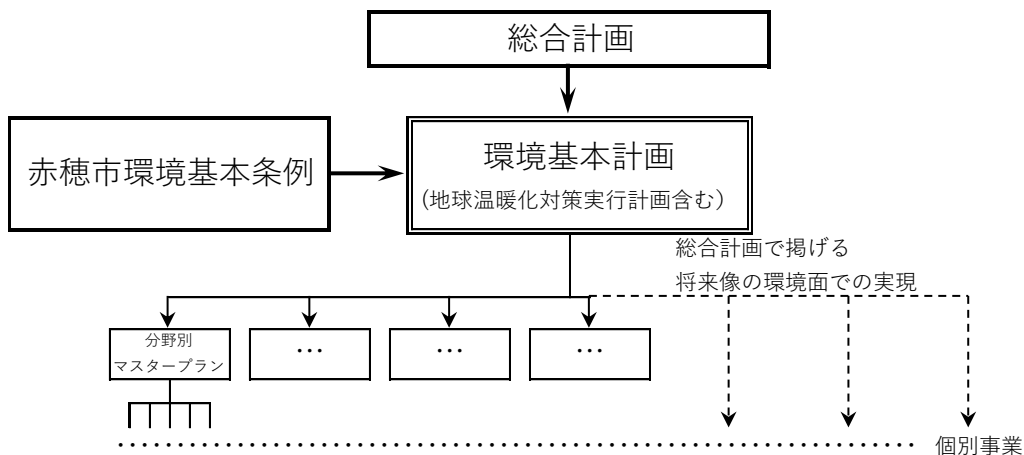 総合計画
赤穂市環境基本条例
環境基本計画
(地球温暖化対策実行計画含む)
総合計画で掲げる
将来像の環境面での実現
分野別
マスタープラン
…
…
…
個別事業